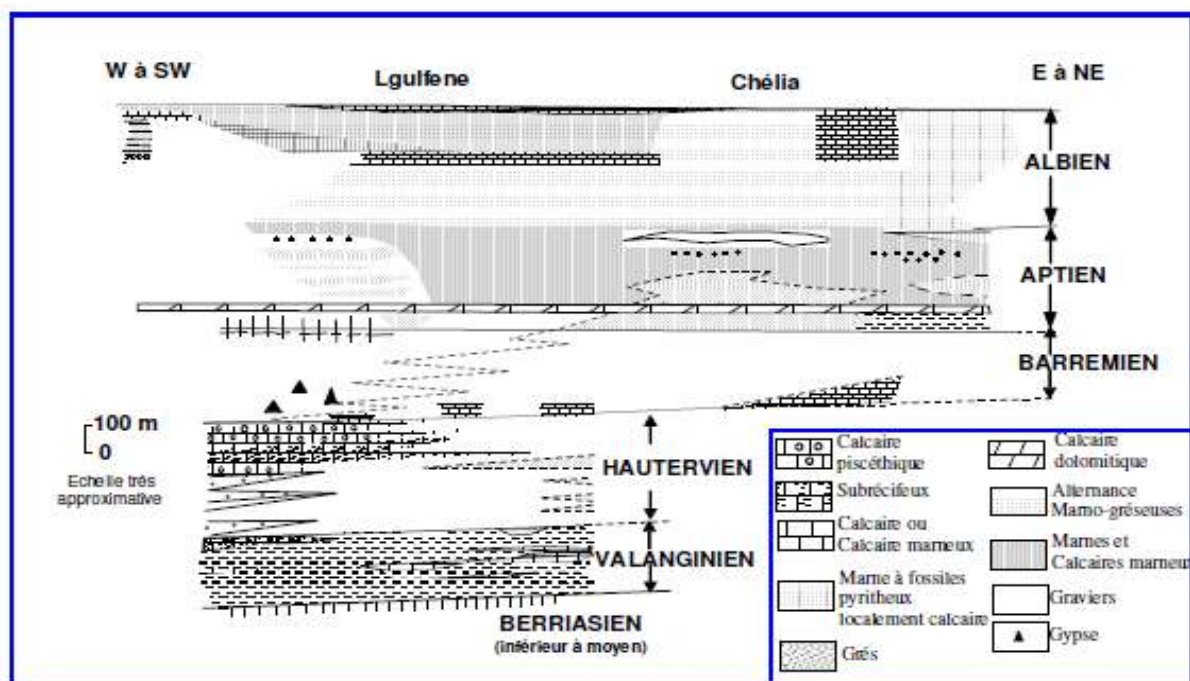 W à SW
Lgulfene
Chélia
E à NE
ALBIEN
APTIEN
BARREMIEN
100 m
0
Echelle très
approximative
HAUTERVIEN
VALANGINIEN
BERRIASIEN
(inférieur à moyen)
Calcaire
piscéthique
Subrécifeux
Calcaire ou
Calcaire marneux
Marne à fossiles
pyritheux
localement calcaire
Grés
Calcaire
dolomitique
Alternance
Marno-gréseuses
Marnes et
Calcaires marneux
Graviers
Gypse